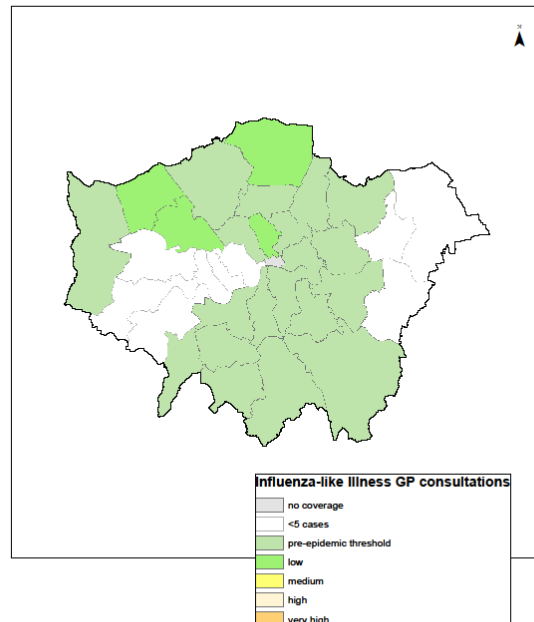 N
Influenza-like Illness GP consultations
no coverage
<5 cases
pre-epidemic threshold
low
medium
high
very high